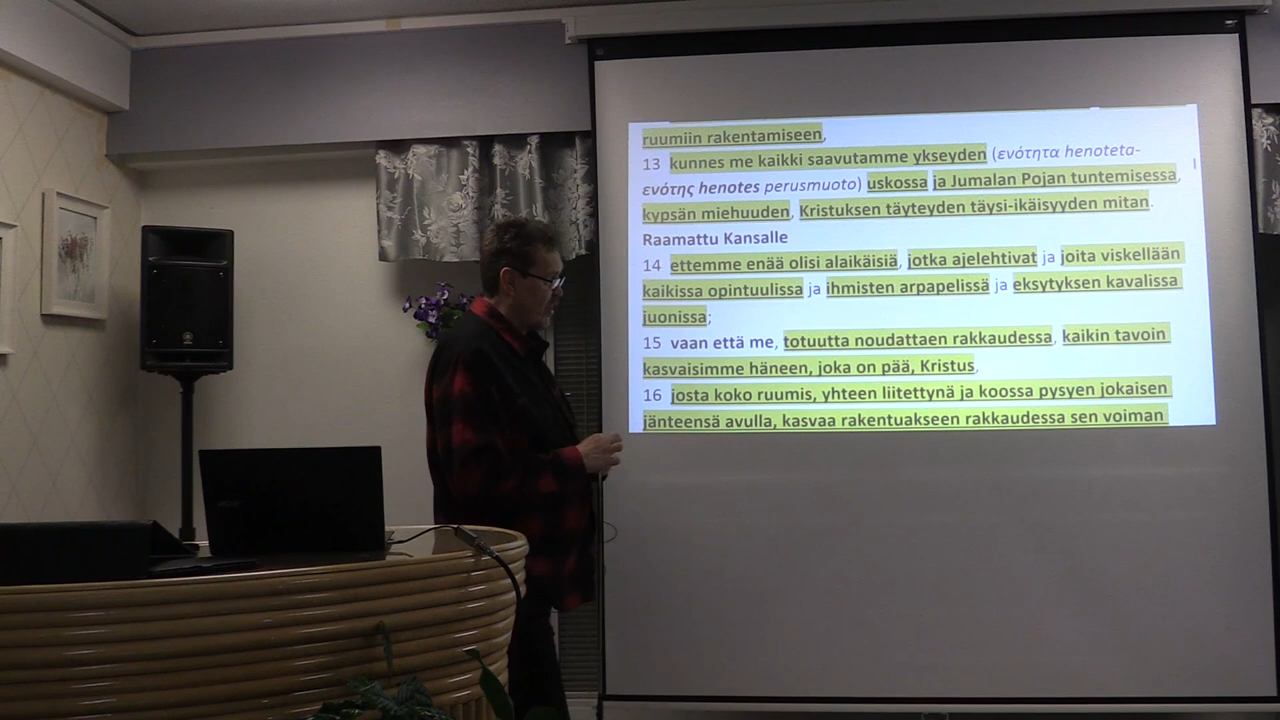 ruumiin rakentamiseen,
13 kunnes me kaikki saavutamme ykseyden (ενότητα henoteta-
ενότης henotes perusmuoto) uskossa ja Jumalan Pojan tuntemisessa,
kypsän miehuuden, Kristuksen täyteyden täysi-ikäisyyden mitan.
Raamattu Kansalle
14 ettemme enää olisi alaikäisiä, jotka ajelehtivat ja joita viskellään
kaikissa opintuulissa ja ihmisten arpapelissä ja eksytyksen kavalissa
juonissa;
15 vaan että me, totuutta noudattaen rakkaudessa, kaikin tavoin
kasvaisimme häneen, joka on pää, Kristus,
16 josta koko ruumis, yhteen liitettynä ja koossa pysyen jokaisen
jänteensä avulla, kasvaa rakentuakseen rakkaudessa sen voiman